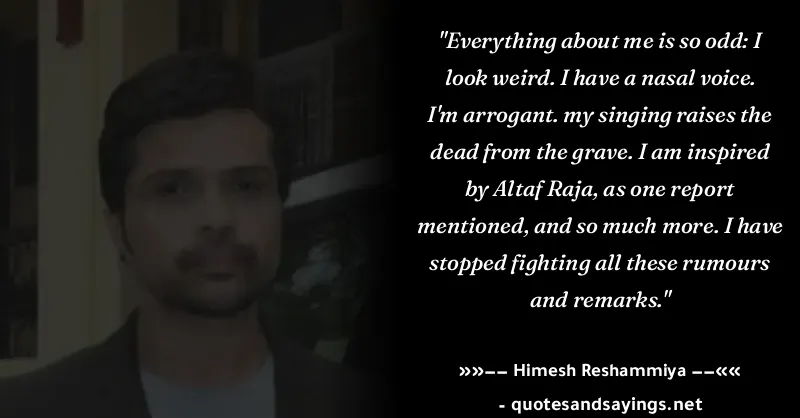 "Everything about me is so odd: I
look weird. I have a nasal voice.
I'm arrogant. my singing raises the
dead from the grave. I am inspired
by Altaf Raja, as one report
mentioned, and so much more. I have
stopped fighting all these rumours
and remarks."
»»−− Himesh Reshammiya −−««
- quotesandsayings.net